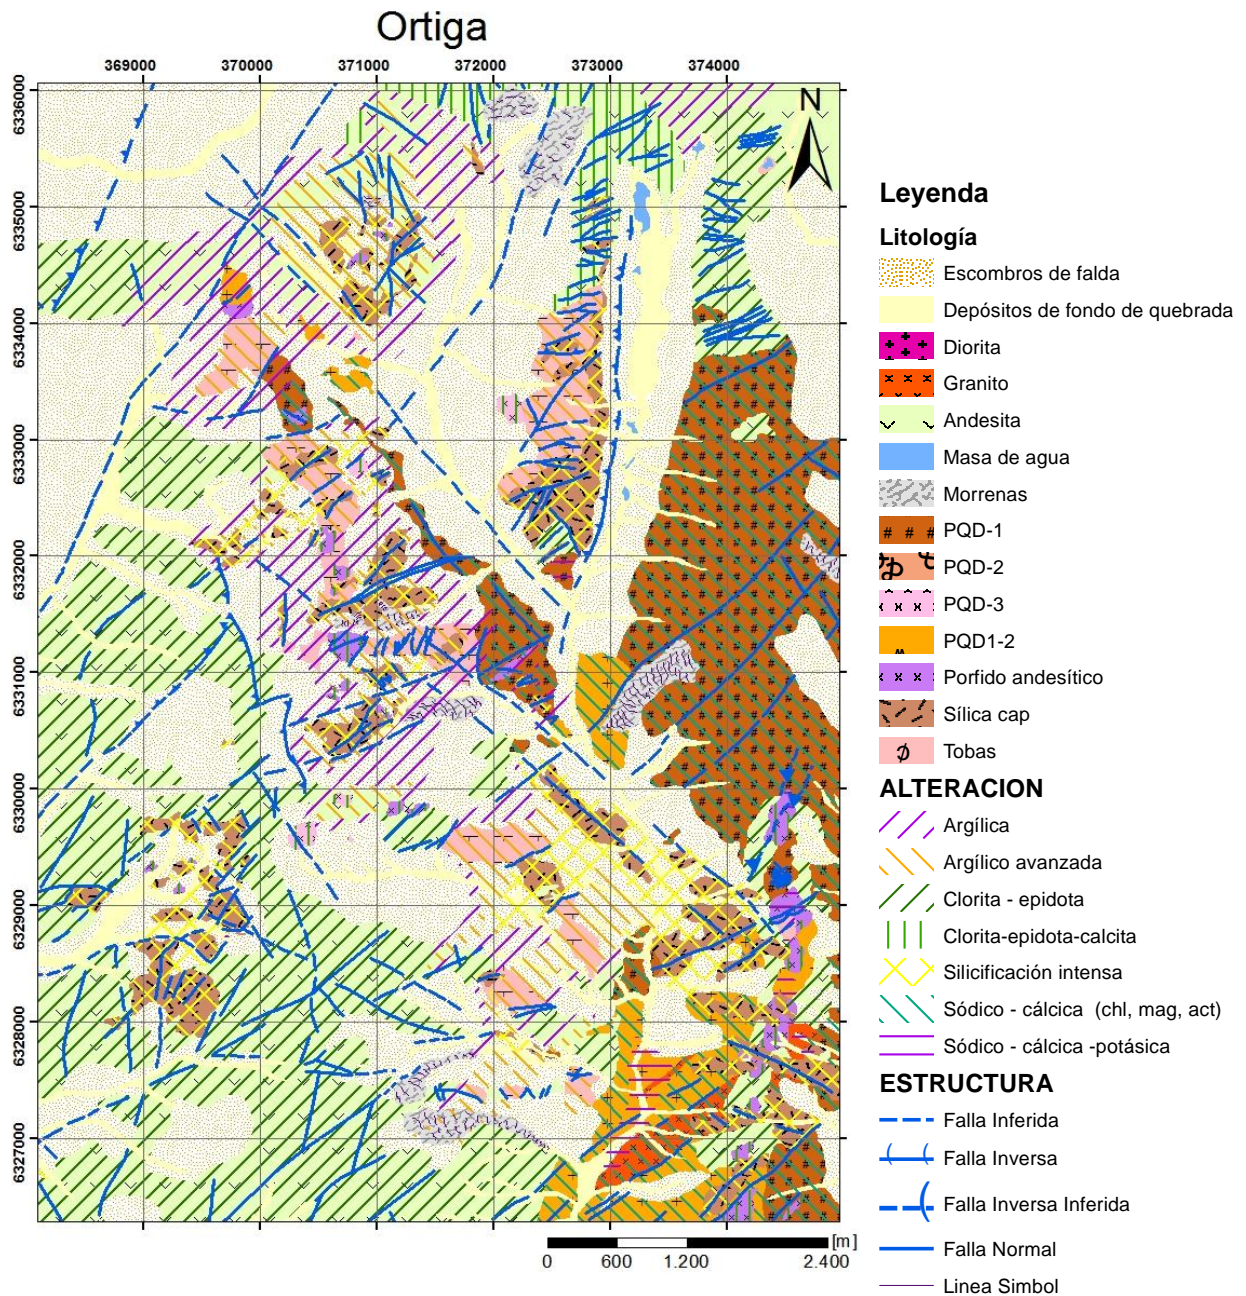 Ortiga
369000 370000 371000 372000 373000 374000
6336000
6335000
6334000
6333000
6332000
6331000
6330000
6329000
6328000
6327000
N
Leyenda
Litología
Escombros de falda
Depósitos de fondo de quebrada
Diorita
Granito
Andesita
Masa de agua
Morrenas
PQD-1
PQD-2
PQD-3
PQD1-2
Porfido andesítico
Sílica cap
Tobas
ALTERACION
Argílica
Argílico avanzada
Clorita - epidota
Clorita-epidota-calcita
Silicificación intensa
Sódico - cálcica (chl, mag, act)
Sódico - cálcica -potásica
ESTRUCTURA
Falla Inferida
Falla Inversa
Falla Inversa Inferida
Falla Normal
Linea Simbol
[m]
0 600 1.200 2.400